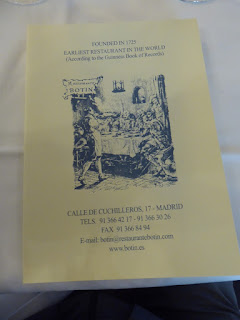 FOUNDED IN 1725
EARLIEST RESTAURANT IN THE WORLD
(According to the Guinness Book of Records)
BOTIN
CALLE DE CUCHILLEROS, 17 - MADRID
TELS. 91 366 42 17 - 91 366 30 26
FAX 91 366 84 94
E-mail: botin@restaurantebotin.com
www.botin.es